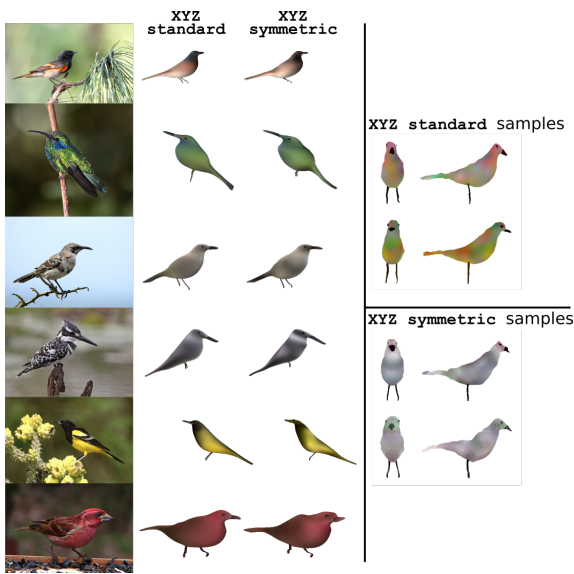 XYZ
standard
XYZ
symmetric
XYZ standard samples
XYZ symmetric samples